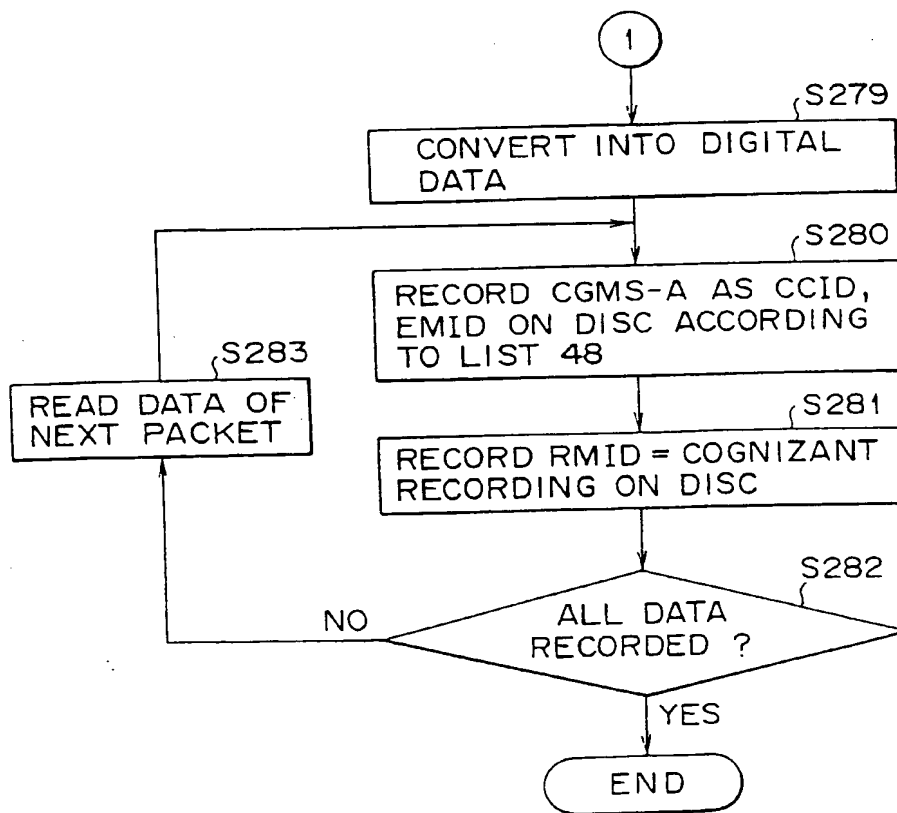 1
S279
CONVERT INTO DIGITAL
DATA
S280
RECORD CGMS-A AS CCID,
EMID ON DISC ACCORDING
TO LIST 48
S283
READ DATA OF
NEXT PACKET
S281
RECORD RMID = COGNIZANT
RECORDING ON DISC
S282
ALL DATA
RECORDED ?
NO
YES
END